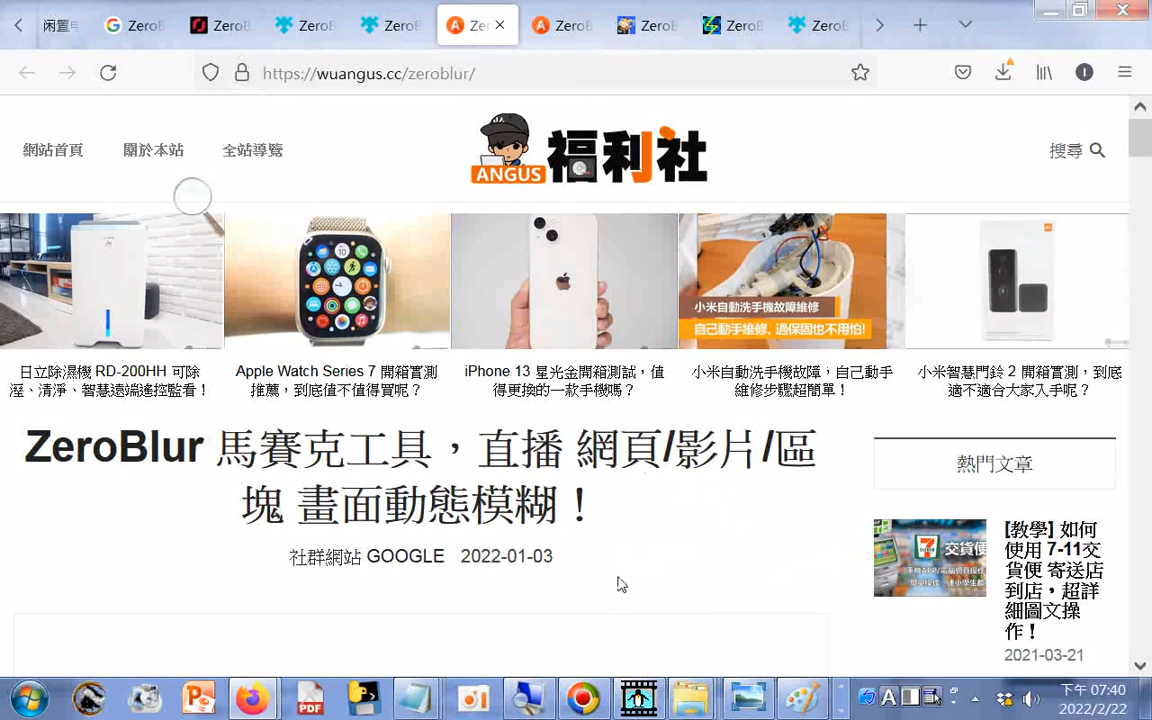 闲置
ZeroB
ZeroB
ZeroB
ZeroB
Zer
ZeroB
ZeroB
ZeroB
ZeroB
https://wuangus.cc/zeroblur/
網站首頁
關於本站
全站導覽
ANGUS 福利社
搜尋
小米自動洗手機故障維修
自己動手維修, 過保固也不用怕!
日立除濕機 RD-200HH 可除
溼、清淨、智慧遠端遙控監看！
Apple Watch Series 7 開箱實測
推薦，到底值不值得買呢？
iPhone 13 星光金開箱測試，值
得更換的一款手機嗎？
小米自動洗手機故障，自己動手
維修步驟超簡單！
小米智慧門鈴 2 開箱實測，到底
適不適合大家入手呢？
ZeroBlur 馬賽克工具，直播 網頁/影片/區
塊 畫面動態模糊！
社群網站 GOOGLE 2022-01-03
熱門文章
交貨便
[教學] 如何
使用 7-11交
貨便 寄送店
到店，超詳
細圖文操
作！
2021-03-21
PDF
A
下午 07:40
2022/2/22